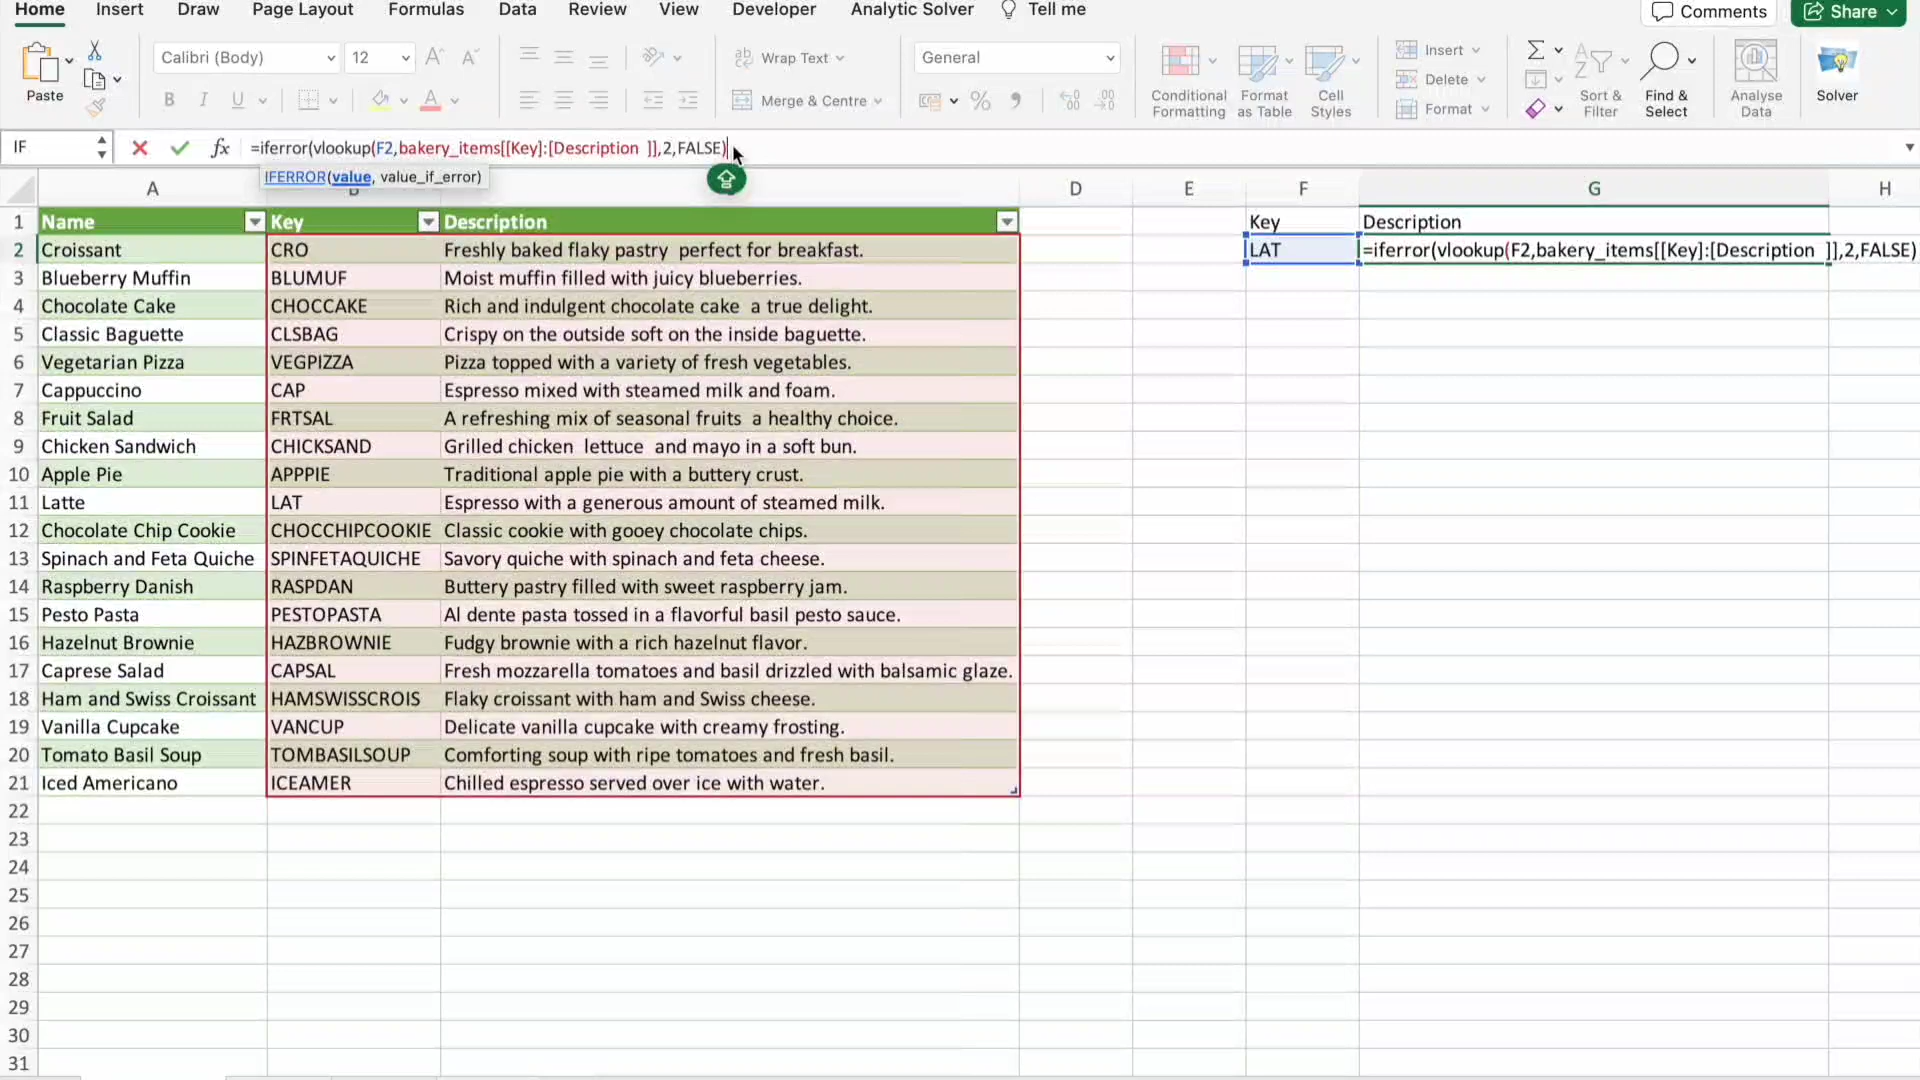 Home Insert Draw Page Layout Formulas Data Review View Developer Analytic Solver Tell me Comments Share
Paste Calibri (Body) 12 Wrap Text General Insert
B I U Merge & Centre % Delete
Conditional Formatting Format as Table Cell Styles Format Sort & Filter Find & Select Analyse Data Solver
IF fx =iferror(vlookup(F2,bakery_items[[Key]:[Description  ]],2,FALSE)
IFERROR(value, value_if_error)
A B D E F G H
1 Name Key Description Key Description
2 Croissant CRO Freshly baked flaky pastry  perfect for breakfast. LAT =iferror(vlookup(F2,bakery_items[[Key]:[Description  ]],2,FALSE)
3 Blueberry Muffin BLUMUF Moist muffin filled with juicy blueberries.
4 Chocolate Cake CHOCCAKE Rich and indulgent chocolate cake  a true delight.
5 Classic Baguette CLSBAG Crispy on the outside soft on the inside baguette.
6 Vegetarian Pizza VEGPIZZA Pizza topped with a variety of fresh vegetables.
7 Cappuccino CAP Espresso mixed with steamed milk and foam.
8 Fruit Salad FRTSAL A refreshing mix of seasonal fruits  a healthy choice.
9 Chicken Sandwich CHICKSAND Grilled chicken  lettuce  and mayo in a soft bun.
10 Apple Pie APPPIE Traditional apple pie with a buttery crust.
11 Latte LAT Espresso with a generous amount of steamed milk.
12 Chocolate Chip Cookie CHOCCHIPCOOKIE Classic cookie with gooey chocolate chips.
13 Spinach and Feta Quiche SPINFETAQUICHE Savory quiche with spinach and feta cheese.
14 Raspberry Danish RASPDAN Buttery pastry filled with sweet raspberry jam.
15 Pesto Pasta PESTOPASTA Al dente pasta tossed in a flavorful basil pesto sauce.
16 Hazelnut Brownie HAZBROWNIE Fudgy brownie with a rich hazelnut flavor.
17 Caprese Salad CAPSAL Fresh mozzarella tomatoes and basil drizzled with balsamic glaze.
18 Ham and Swiss Croissant HAMSWISSCROIS Flaky croissant with ham and Swiss cheese.
19 Vanilla Cupcake VANCUP Delicate vanilla cupcake with creamy frosting.
20 Tomato Basil Soup TOMBASILSOUP Comforting soup with ripe tomatoes and fresh basil.
21 Iced Americano ICEAMER Chilled espresso served over ice with water.
22
23
24
25
26
27
28
29
30
31